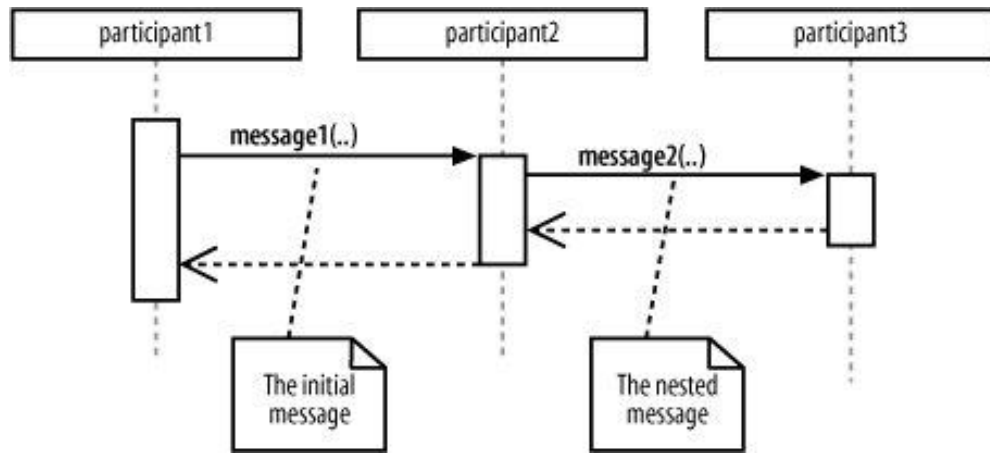 participant1
participant2
participant3
message1(..)
message2(..)
The initial
message
The nested
message